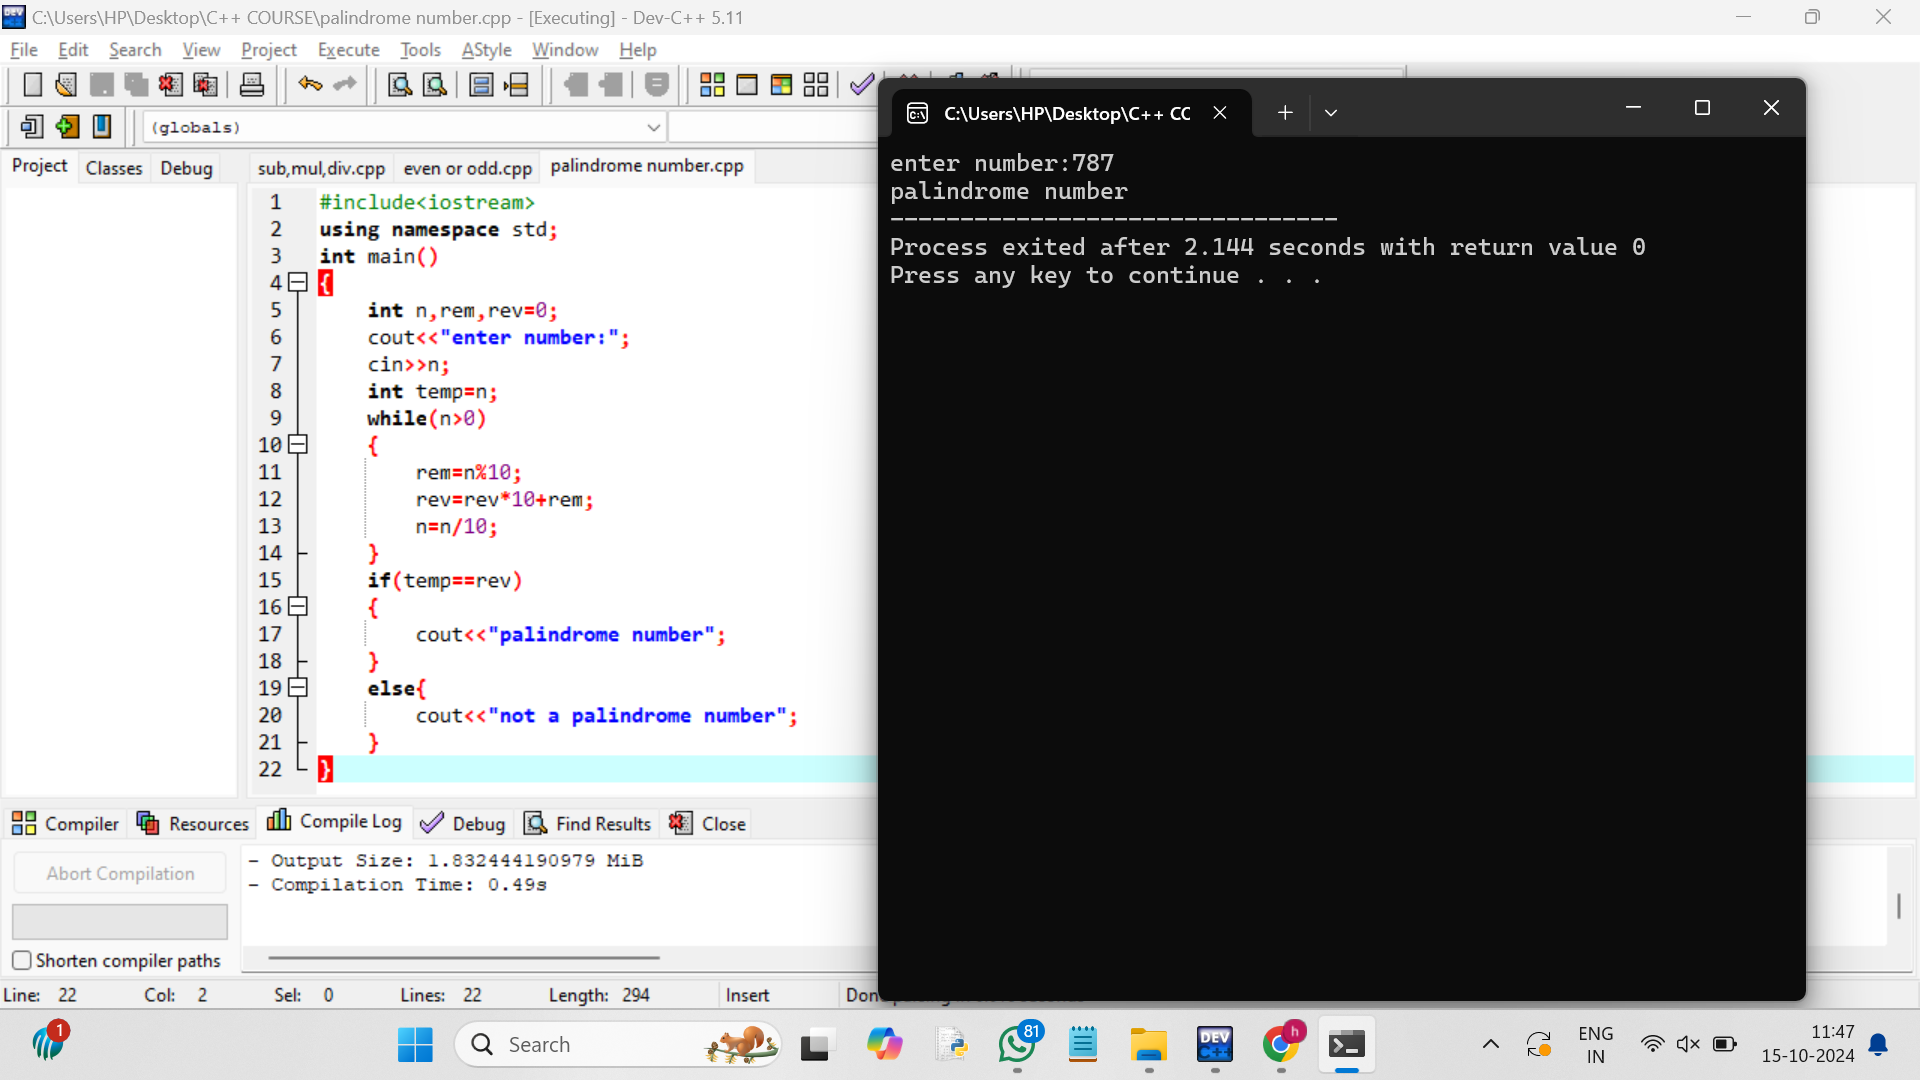 C:\Users\HP\Desktop\C++ COURSE\palindrome number.cpp - [Executing] - Dev-C++ 5.11
File Edit Search View Project Execute Tools AStyle Window Help
(globals)
Project Classes Debug
sub,mul,div.cpp even or odd.cpp palindrome number.cpp
1 #include<iostream>
2 using namespace std;
3 int main()
4 {
5 int n,rem,rev=0;
6 cout<<"enter number:";
7 cin>>n;
8 int temp=n;
9 while(n>0)
10 {
11 rem=n%10;
12 rev=rev*10+rem;
13 n=n/10;
14 }
15 if(temp==rev)
16 {
17 cout<<"palindrome number";
18 }
19 else{
20 cout<<"not a palindrome number";
21 }
22 }
C:\Users\HP\Desktop\C++ CC
enter number:787
palindrome number
--------------------------------
Process exited after 2.144 seconds with return value 0
Press any key to continue . . .
Compiler Resources Compile Log Debug Find Results Close
Abort Compilation
Shorten compiler paths
- Output Size: 1.832444190979 MiB
- Compilation Time: 0.49s
Line: 22 Col: 2 Sel: 0 Lines: 22 Length: 294 Insert
1
Search
81
DEV
C++
h
ENG
IN
11:47
15-10-2024